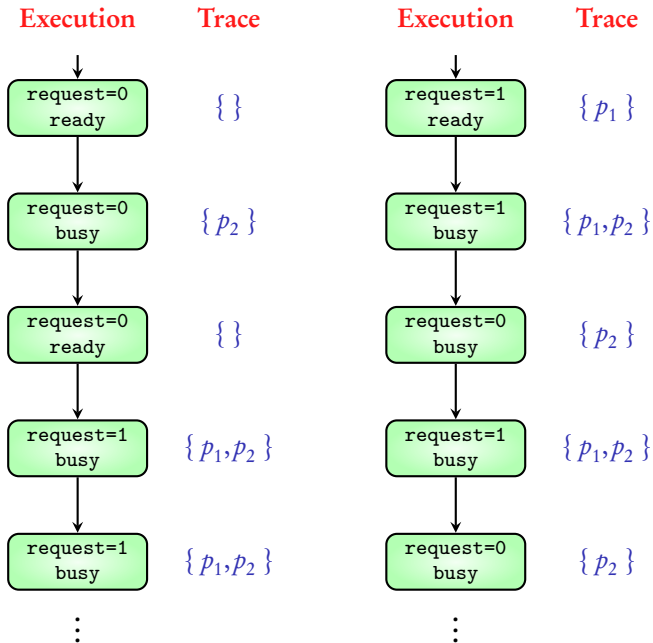 Execution Trace Execution Trace
request=0
ready
{ }
request=1
ready
{ p₁ }
request=0
busy
{ p₂ }
request=1
busy
{ p₁, p₂ }
request=0
ready
{ }
request=0
busy
{ p₂ }
request=1
busy
{ p₁, p₂ }
request=1
busy
{ p₁, p₂ }
request=1
busy
{ p₁, p₂ }
request=0
busy
{ p₂ }
⋮ ⋮